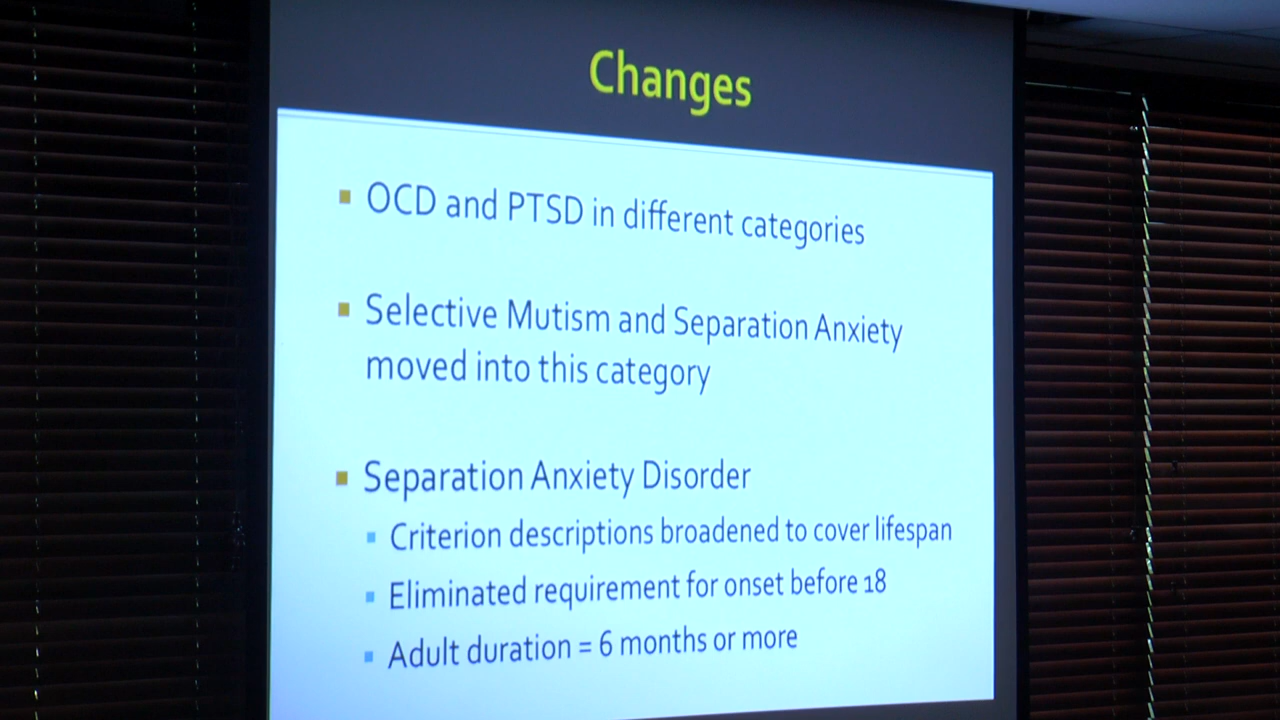 Changes
OCD and PTSD in different categories
Selective Mutism and Separation Anxiety
moved into this category
Separation Anxiety Disorder
Criterion descriptions broadened to cover lifespan
Eliminated requirement for onset before 18
Adult duration = 6 months or more